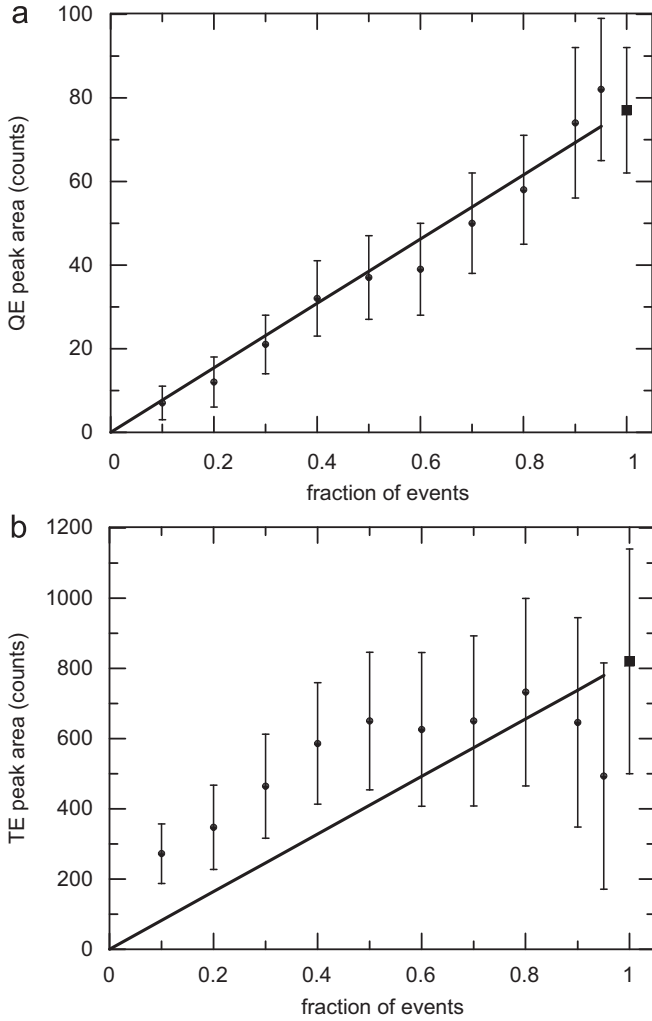 a
100
80
60
40
20
0
QE peak area (counts)
0 0.2 0.4 0.6 0.8 1
fraction of events
b
1200
1000
800
600
400
200
0
TE peak area (counts)
0 0.2 0.4 0.6 0.8 1
fraction of events